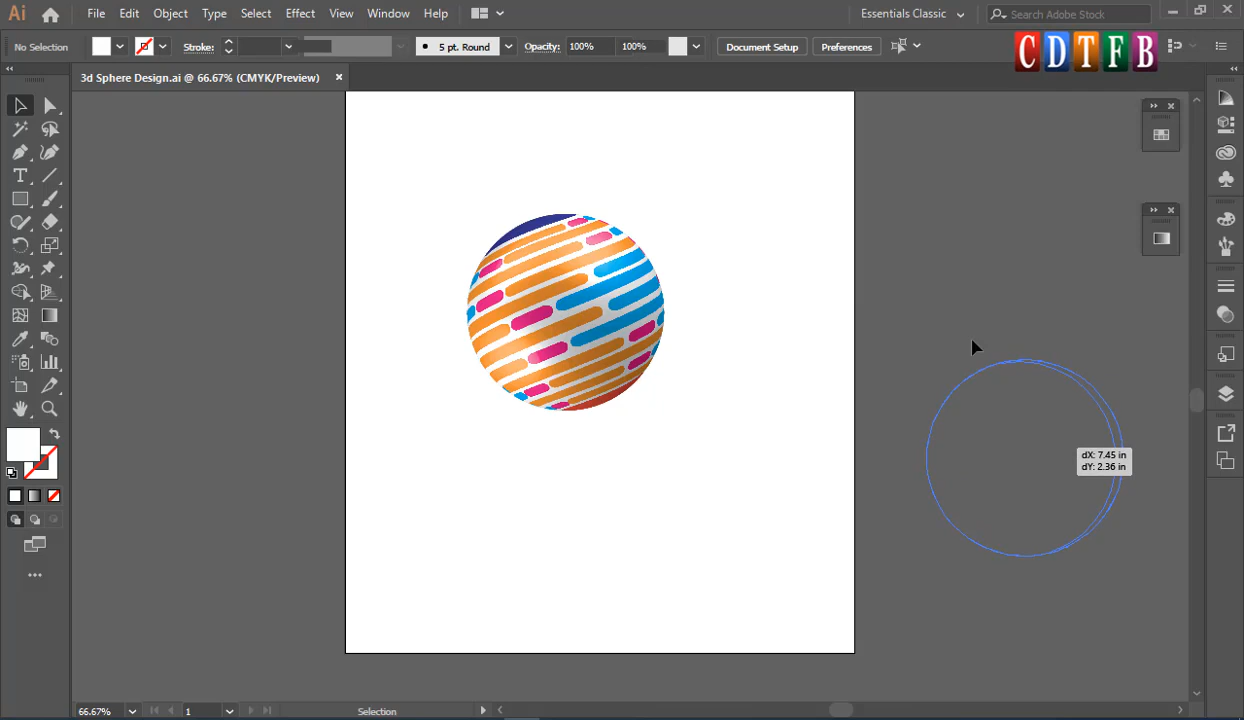 Ai File Edit Object Type Select Effect View Window Help Essentials Classic Search Adobe Stock
No Selection Stroke: 5 pt. Round Opacity: 100% 100% Document Setup Preferences CDTFB
3d Sphere Design.ai @ 66.67% (CMYK/Preview)
dX: 7.45 in
dY: 2.36 in
66.67% 1 Selection